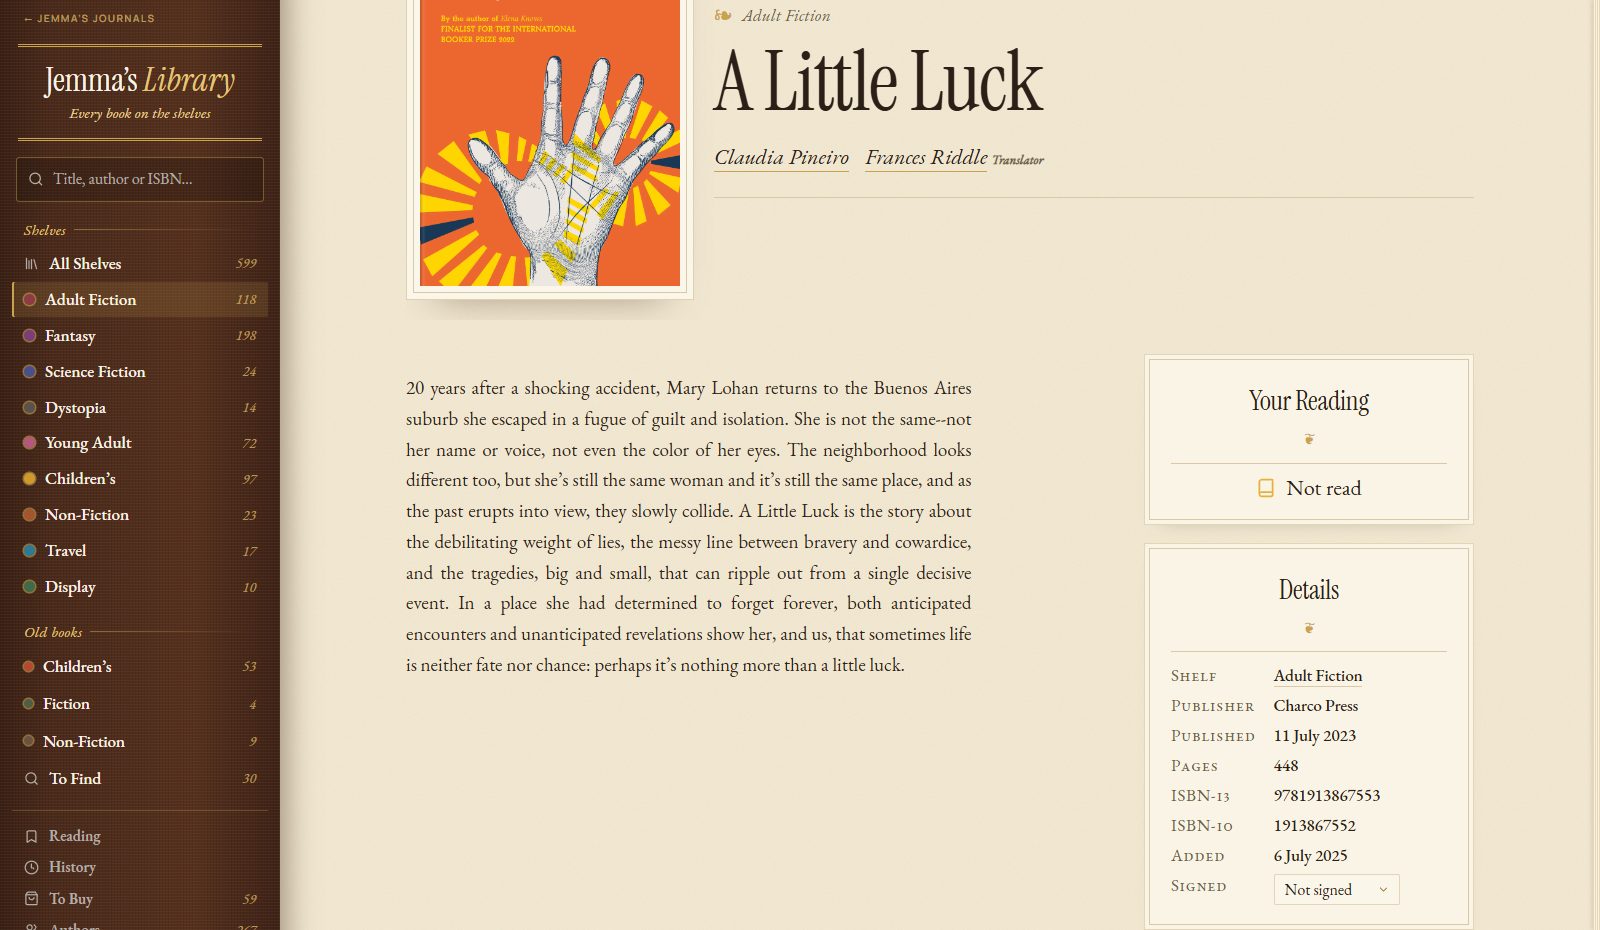 ← JEMMA'S JOURNALS
Jemma's Library
Every book on the shelves
Title, author or ISBN...
Shelves
All Shelves 599
Adult Fiction 118
Fantasy 198
Science Fiction 24
Dystopia 14
Young Adult 72
Children's 97
Non-Fiction 23
Travel 17
Display 10
Old books
Children's 53
Fiction 4
Non-Fiction 9
To Find 30
Reading
History
To Buy 59
Authors 267
By the author of Elena Knows
FINALIST FOR THE INTERNATIONAL
BOOKER PRIZE 2022
Adult Fiction
A Little Luck
Claudia Pineiro Frances Riddle Translator
20 years after a shocking accident, Mary Lohan returns to the Buenos Aires
suburb she escaped in a fugue of guilt and isolation. She is not the same--not
her name or voice, not even the color of her eyes. The neighborhood looks
different too, but she's still the same woman and it's still the same place, and as
the past erupts into view, they slowly collide. A Little Luck is the story about
the debilitating weight of lies, the messy line between bravery and cowardice,
and the tragedies, big and small, that can ripple out from a single decisive
event. In a place she had determined to forget forever, both anticipated
encounters and unanticipated revelations show her, and us, that sometimes life
is neither fate nor chance: perhaps it's nothing more than a little luck.
Your Reading
Not read
Details
Shelf Adult Fiction
Publisher Charco Press
Published 11 July 2023
Pages 448
ISBN-13 9781913867553
ISBN-10 1913867552
Added 6 July 2025
Signed Not signed